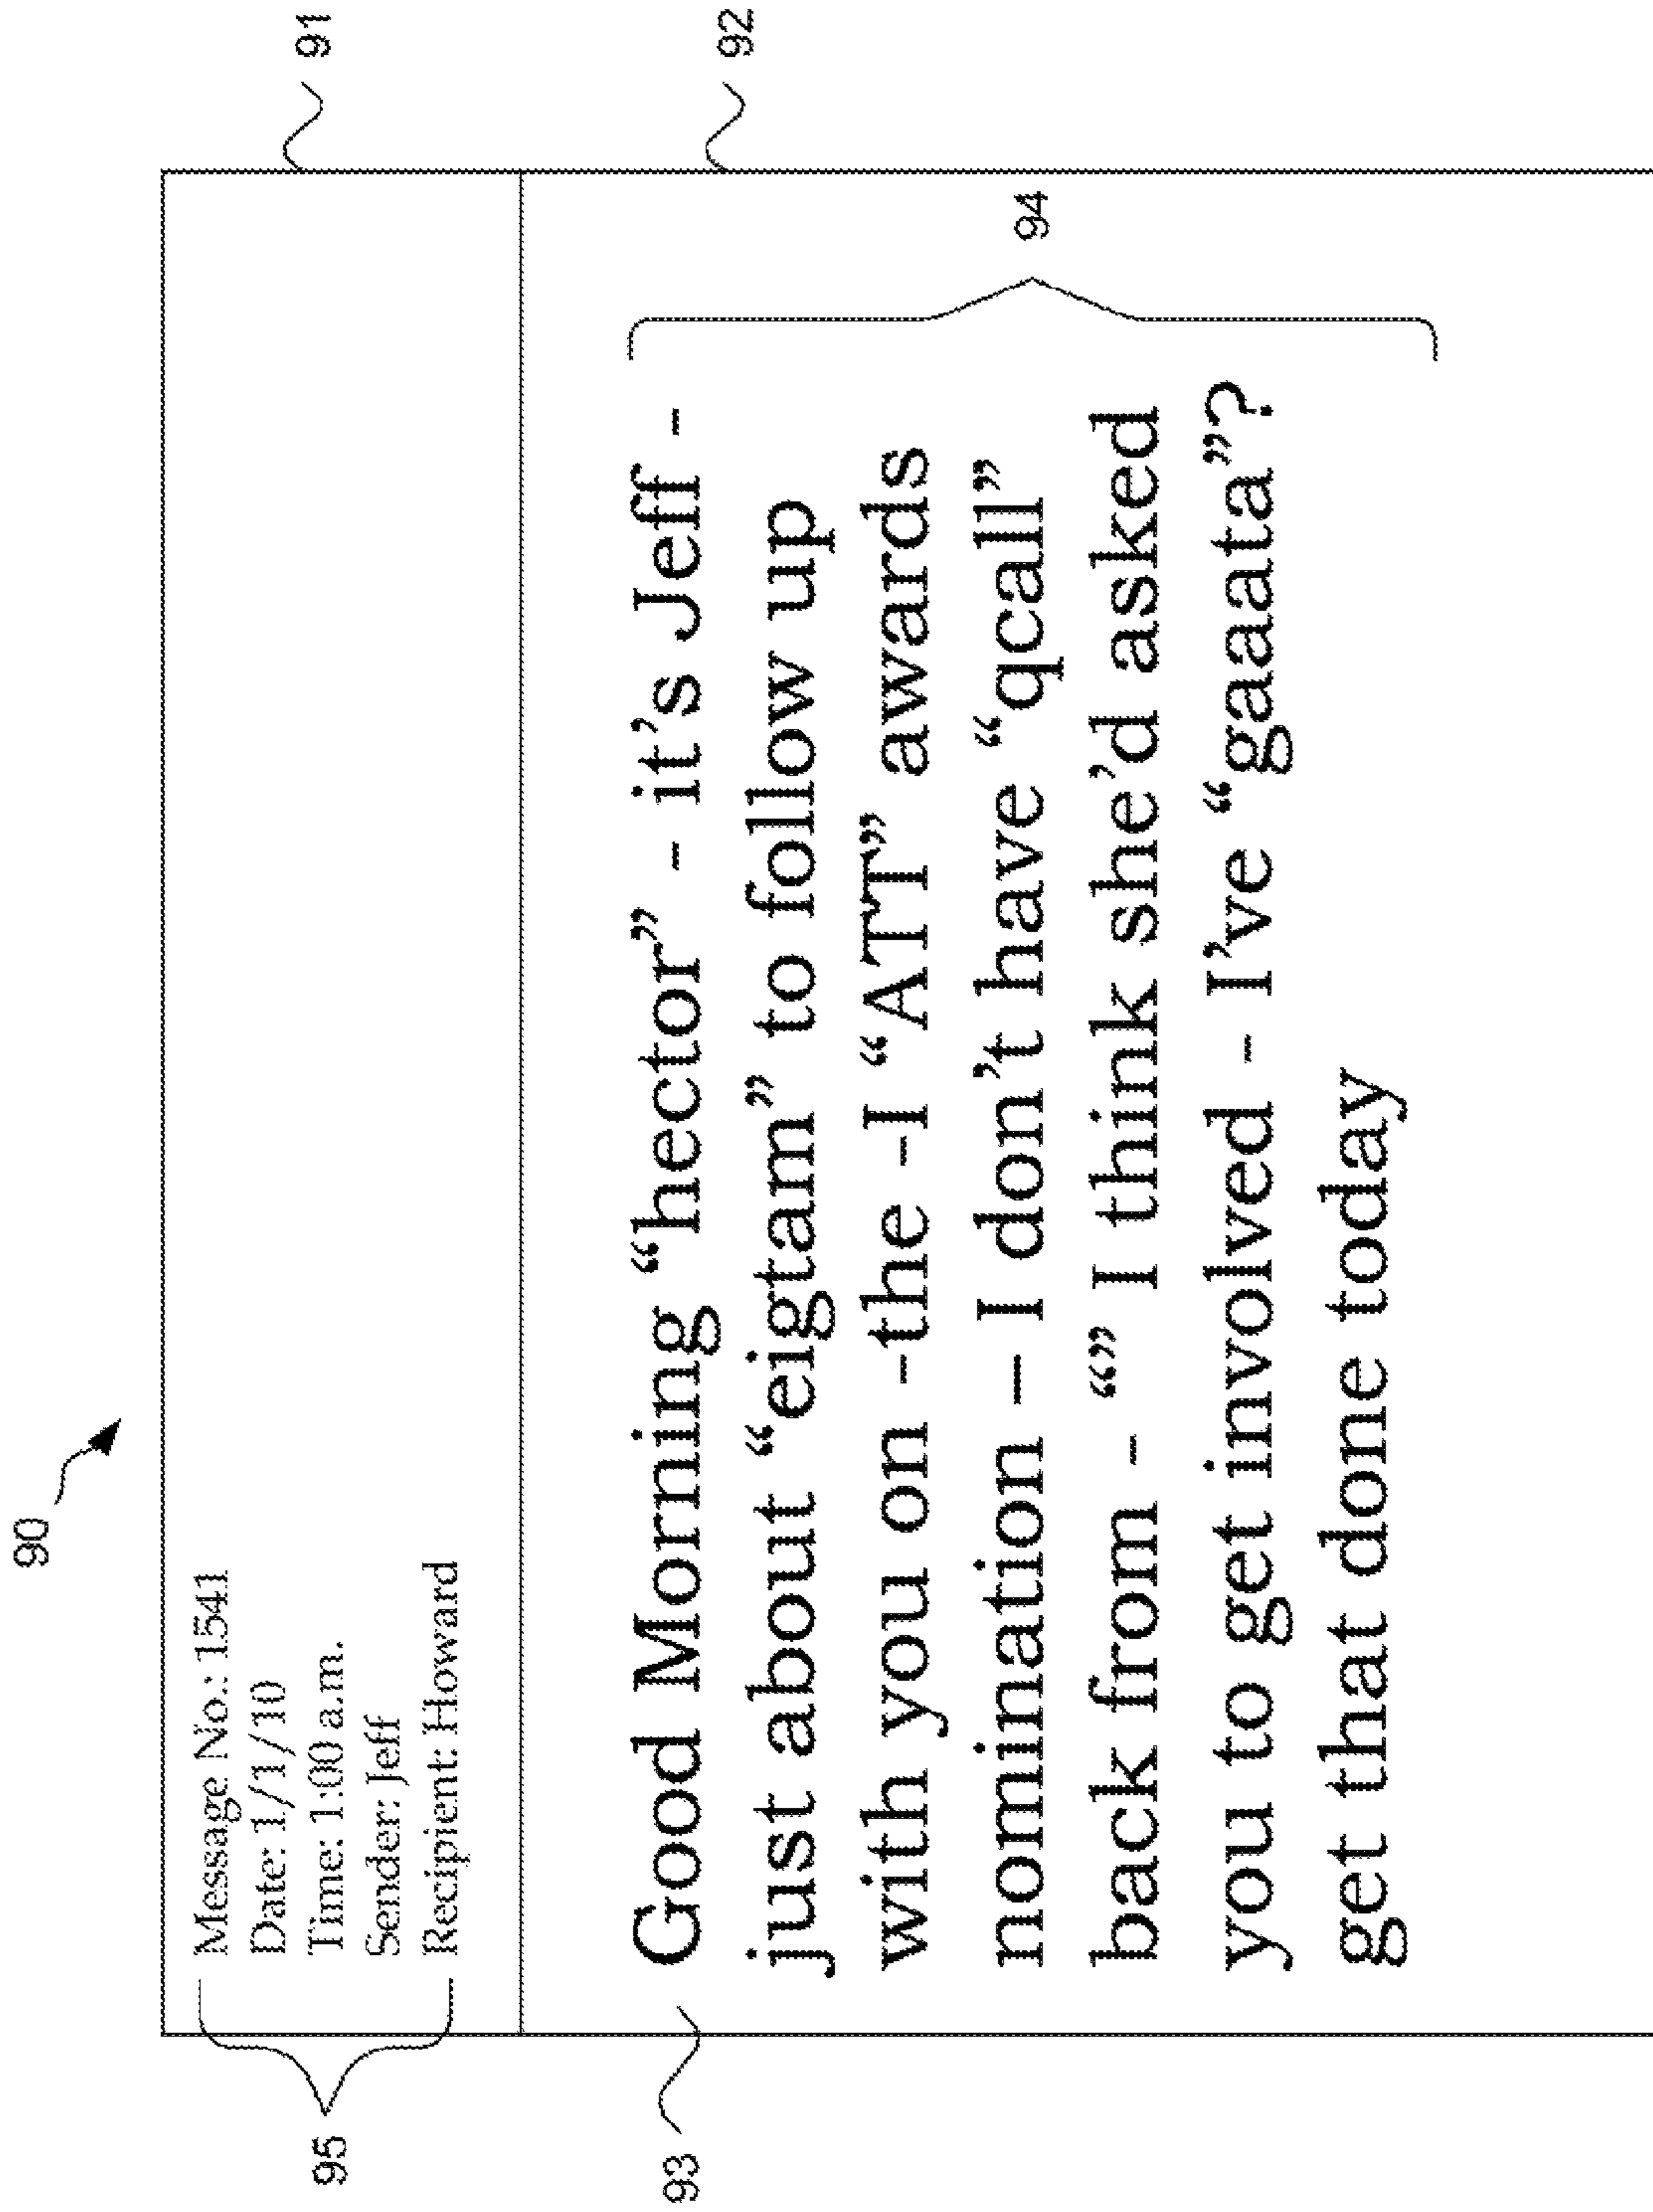 90
91
92
95
Message No.: 1541
Date: 1/1/10
Time: 1:00 a.m.
Sender: Jeff
Recipient: Howard
93
94
Good Morning “hector” - it’s Jeff -
just about “eigtam” to follow up
with you on -the -I “ATT” awards
nomination – I don’t have “qcall”
back from - “” I think she’d asked
you to get involved - I’ve “gaaata”?
get that done today